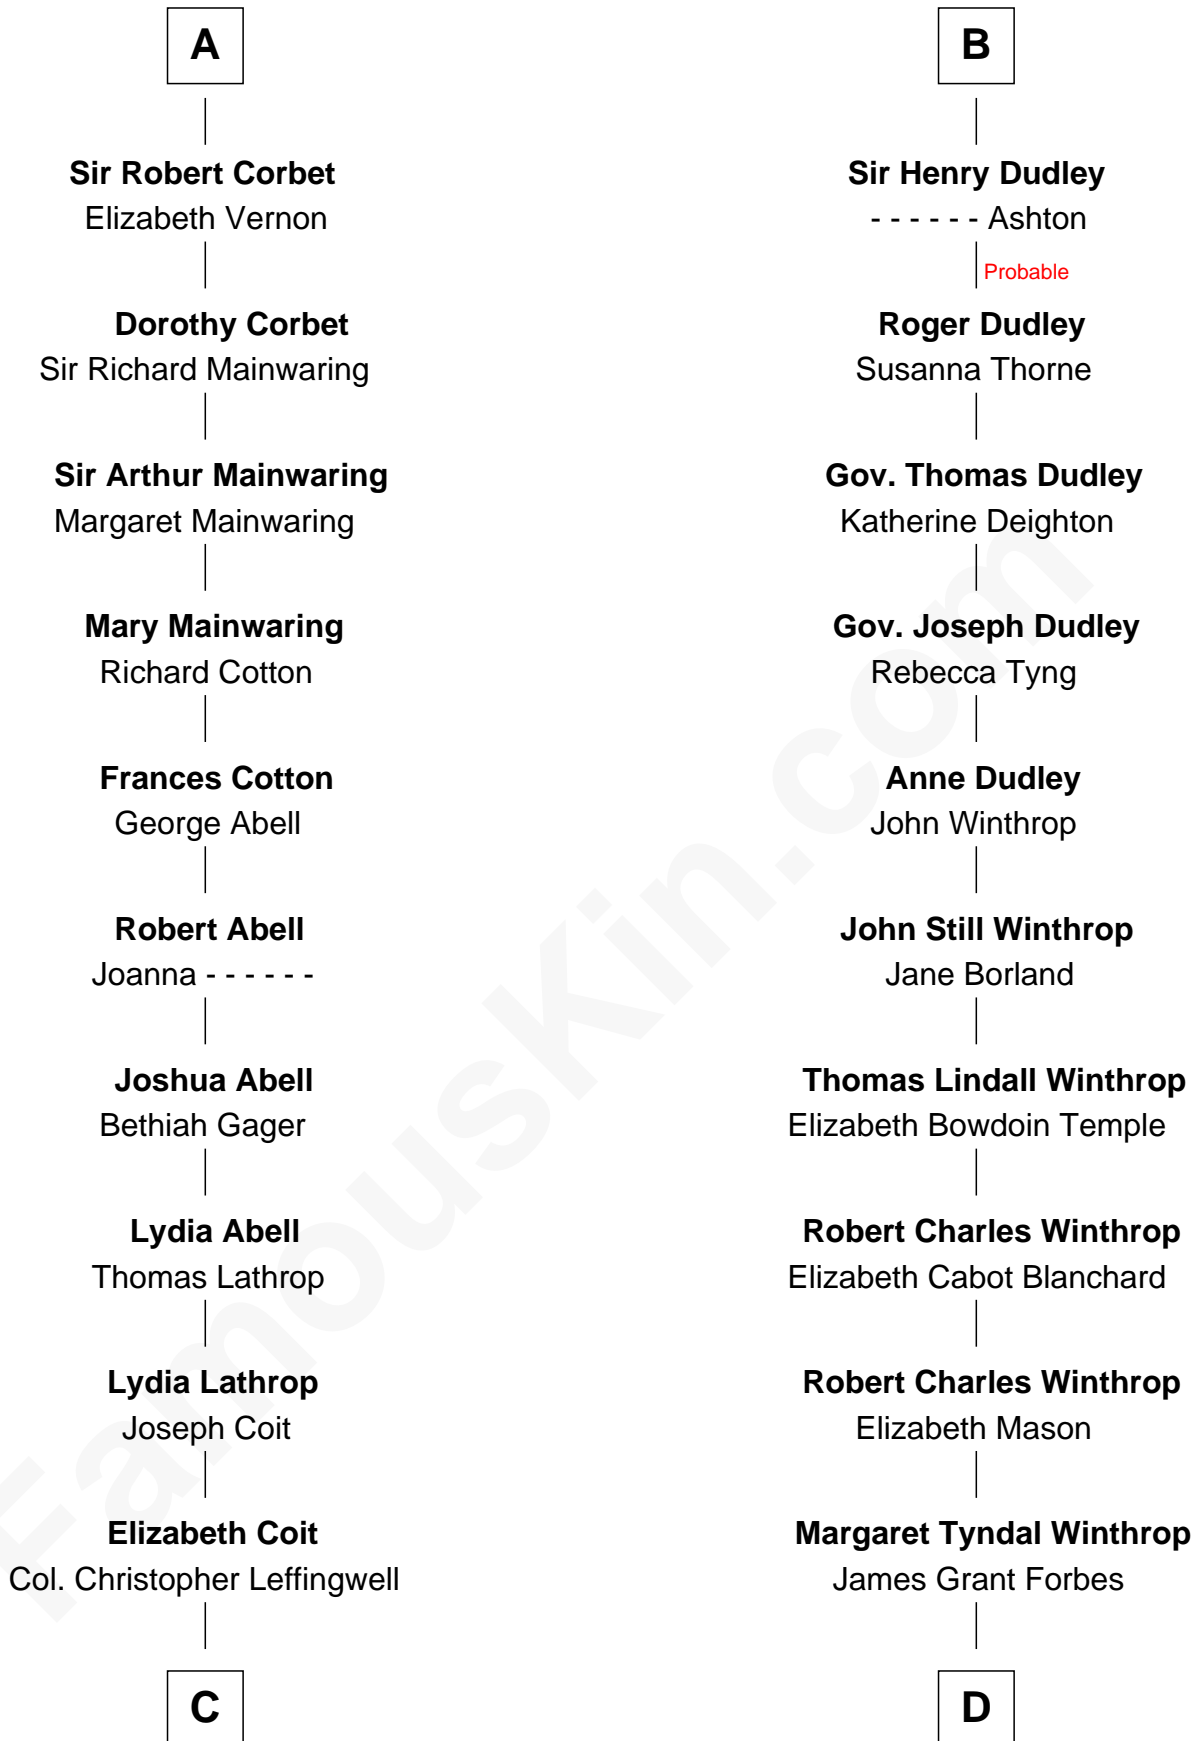 A
Sir Robert Corbet
Elizabeth Vernon
Dorothy Corbet
Sir Richard Mainwaring
Sir Arthur Mainwaring
Margaret Mainwaring
Mary Mainwaring
Richard Cotton
Frances Cotton
George Abell
Robert Abell
Joanna - - - - - -
Joshua Abell
Bethiah Gager
Lydia Abell
Thomas Lathrop
Lydia Lathrop
Joseph Coit
Elizabeth Coit
Col. Christopher Leffingwell
C
B
Sir Henry Dudley
- - - - - - Ashton
Probable
Roger Dudley
Susanna Thorne
Gov. Thomas Dudley
Katherine Deighton
Gov. Joseph Dudley
Rebecca Tyng
Anne Dudley
John Winthrop
John Still Winthrop
Jane Borland
Thomas Lindall Winthrop
Elizabeth Bowdoin Temple
Robert Charles Winthrop
Elizabeth Cabot Blanchard
Robert Charles Winthrop
Elizabeth Mason
Margaret Tyndal Winthrop
James Grant Forbes
D
FamousKin.com